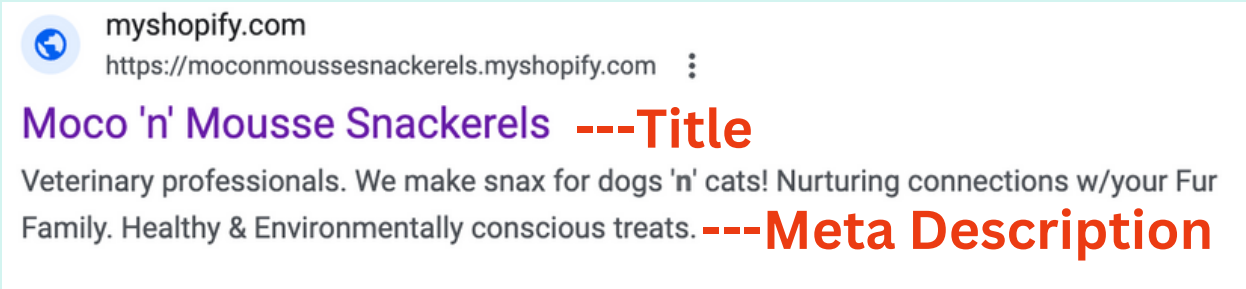 myshopify.com
https://moconmoussesnackerels.myshopify.com
Moco 'n' Mousse Snackerels ---Title
Veterinary professionals. We make snax for dogs 'n' cats! Nurturing connections w/your Fur
Family. Healthy & Environmentally conscious treats. ---Meta Description